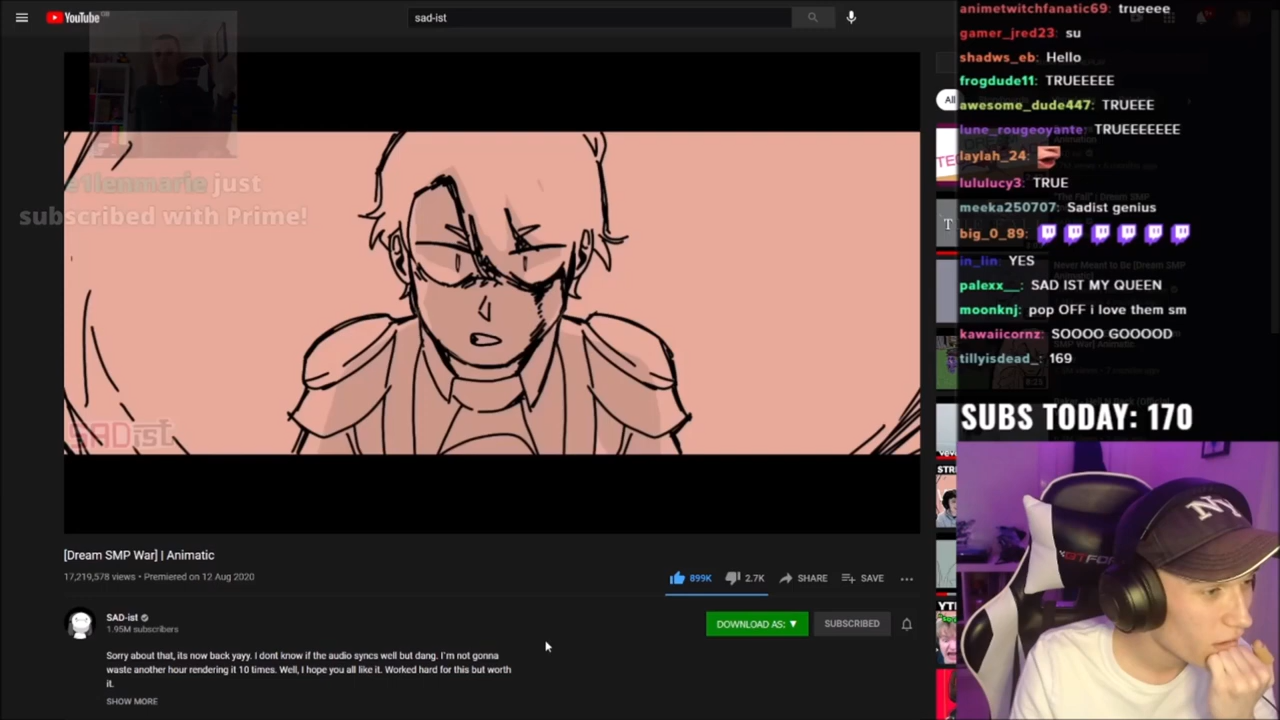 YouTube
sad-ist
e1lenmarie just
subscribed with Prime!
SADist
[Dream SMP War] | Animatic
17,219,578 views • Premiered on 12 Aug 2020
899K
2.7K
SHARE
SAVE
SAD-ist
1.95M subscribers
DOWNLOAD AS: ▼
SUBSCRIBED
Sorry about that, its now back yayy. I dont know if the audio syncs well but dang. I'm not gonna
waste another hour rendering it 10 times. Well, I hope you all like it. Worked hard for this but worth
it.
SHOW MORE
All
animetwitchfanatic69: trueeee
gamer_jred23: su
shadws_eb: Hello
frogdude11: TRUEEEEE
awesome_dude447: TRUEEE
lune_rougeoyante: TRUEEEEEEE
laylah_24:
lululucy3: TRUE
meeka250707: Sadist genius
big_0_89:
in_lin: YES
palexx__: SAD IST MY QUEEN
moonknj: pop OFF i love them sm
kawaiicornz: SOOOO GOOOOD
tillyisdead_: 169
SUBS TODAY: 170
NY